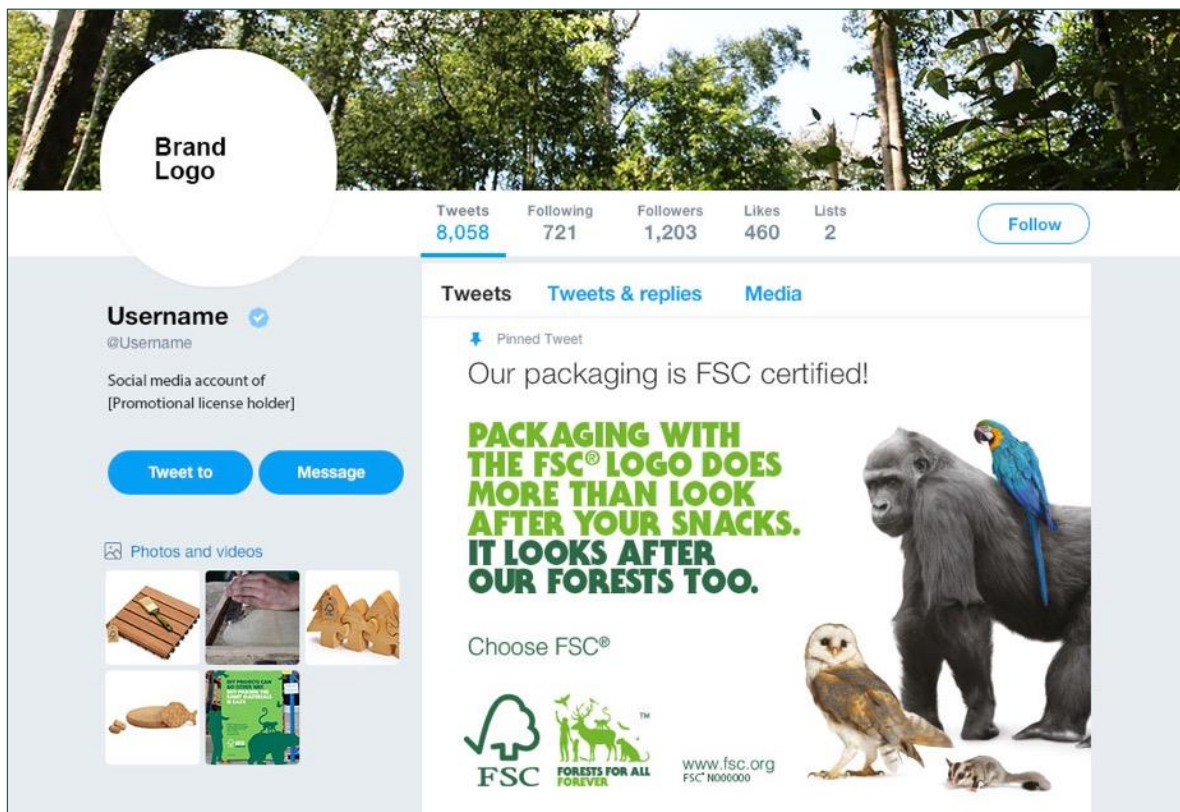 Brand
Logo
Tweets Following Followers Likes Lists
8,058 721 1,203 460 2
Follow
Username
@Username
Social media account of
[Promotional license holder]
Tweet to Message
Photos and videos
Tweets Tweets & replies Media
Pinned Tweet
Our packaging is FSC certified!
PACKAGING WITH
THE FSC® LOGO DOES
MORE THAN LOOK
AFTER YOUR SNACKS.
IT LOOKS AFTER
OUR FORESTS TOO.
Choose FSC®
FSC
FORESTS FOR ALL
FOREVER
™
www.fsc.org
FSC® N000000